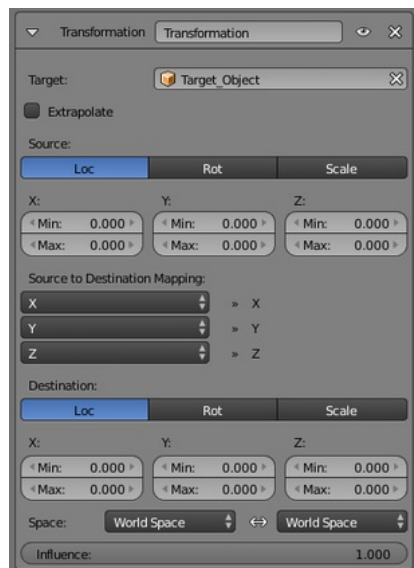 Transformation Transformation
Target: Target_Object
Extrapolate
Source:
Loc Rot Scale
X: Y: Z:
Min: 0.000 Min: 0.000 Min: 0.000
Max: 0.000 Max: 0.000 Max: 0.000
Source to Destination Mapping:
X » X
Y » Y
Z » Z
Destination:
Loc Rot Scale
X: Y: Z:
Min: 0.000 Min: 0.000 Min: 0.000
Max: 0.000 Max: 0.000 Max: 0.000
Space: World Space World Space
Influence: 1.000